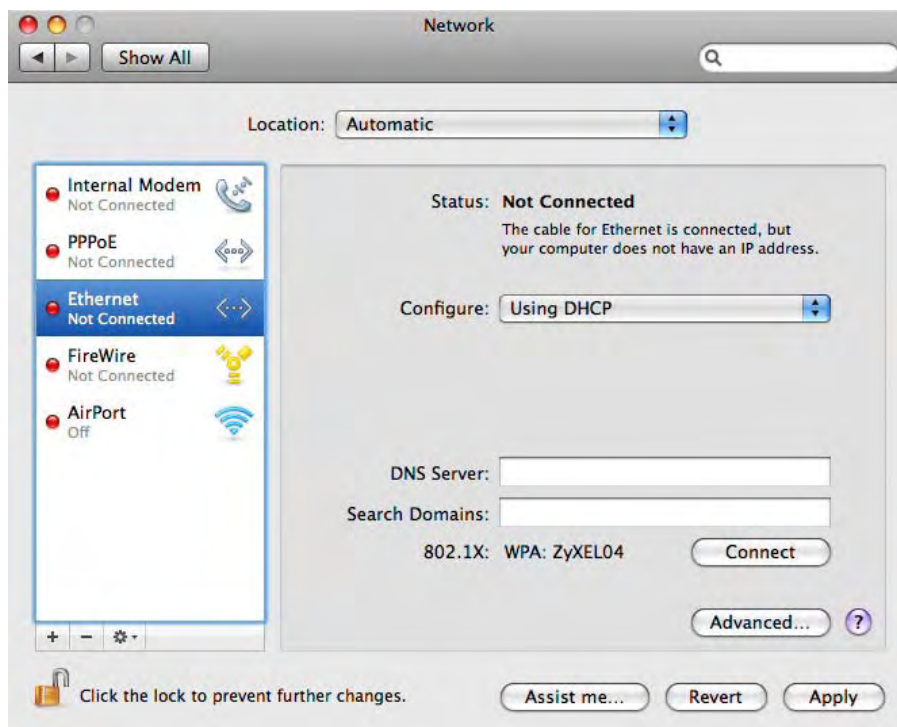 Network
Show All
Location: Automatic
Internal Modem
Not Connected
PPPoE
Not Connected
Ethernet
Not Connected
FireWire
Not Connected
AirPort
Off
Status: Not Connected
The cable for Ethernet is connected, but
your computer does not have an IP address.
Configure: Using DHCP
DNS Server:
Search Domains:
802.1X: WPA: ZyXEL04 Connect
Advanced... ?
+ −
Click the lock to prevent further changes. Assist me... Revert Apply